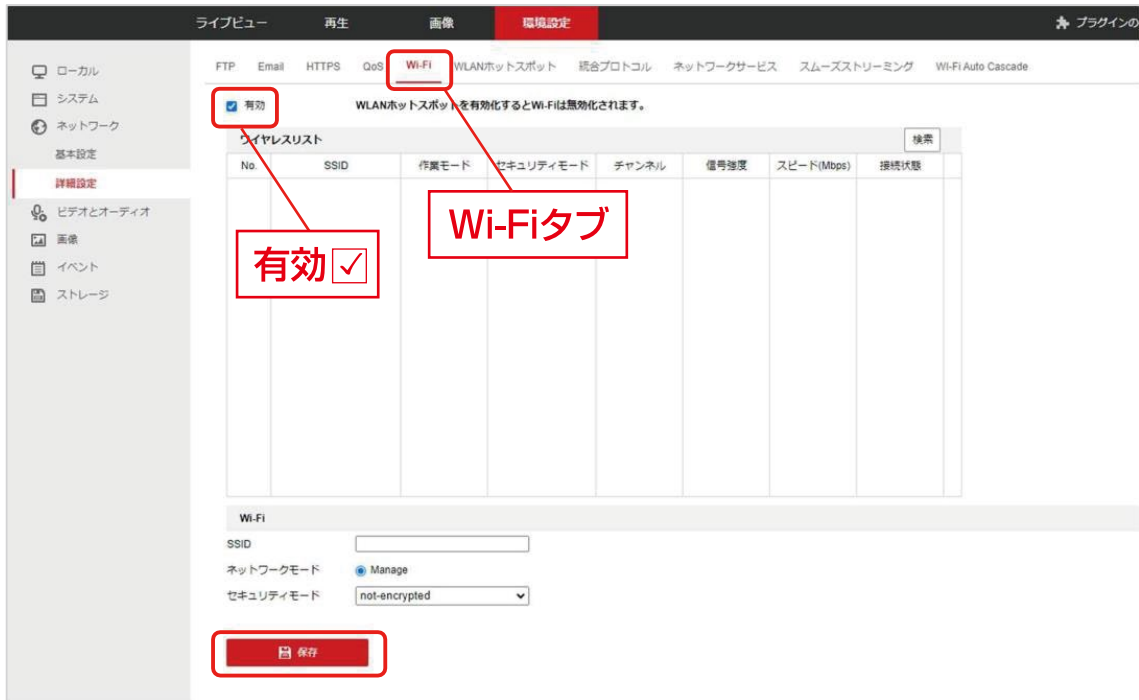 ライブビュー 再生 画像 環境設定 プラグインの
ローカル
システム
ネットワーク
基本設定
詳細設定
ビデオとオーディオ
画像
イベント
ストレージ
FTP Email HTTPS QoS Wi-Fi WLANホットスポット 統合プロトコル ネットワークサービス スムーズストリーミング Wi-Fi Auto Cascade
有効 WLANホットスポットを有効化するとWi-Fiは無効化されます。
ワイヤレスリスト 検索
No. SSID 作業モード セキュリティモード チャンネル 信号強度 スピード(Mbps) 接続状態
Wi-Fiタブ
有効☑
Wi-Fi
SSID
ネットワークモード Manage
セキュリティモード not-encrypted
保存